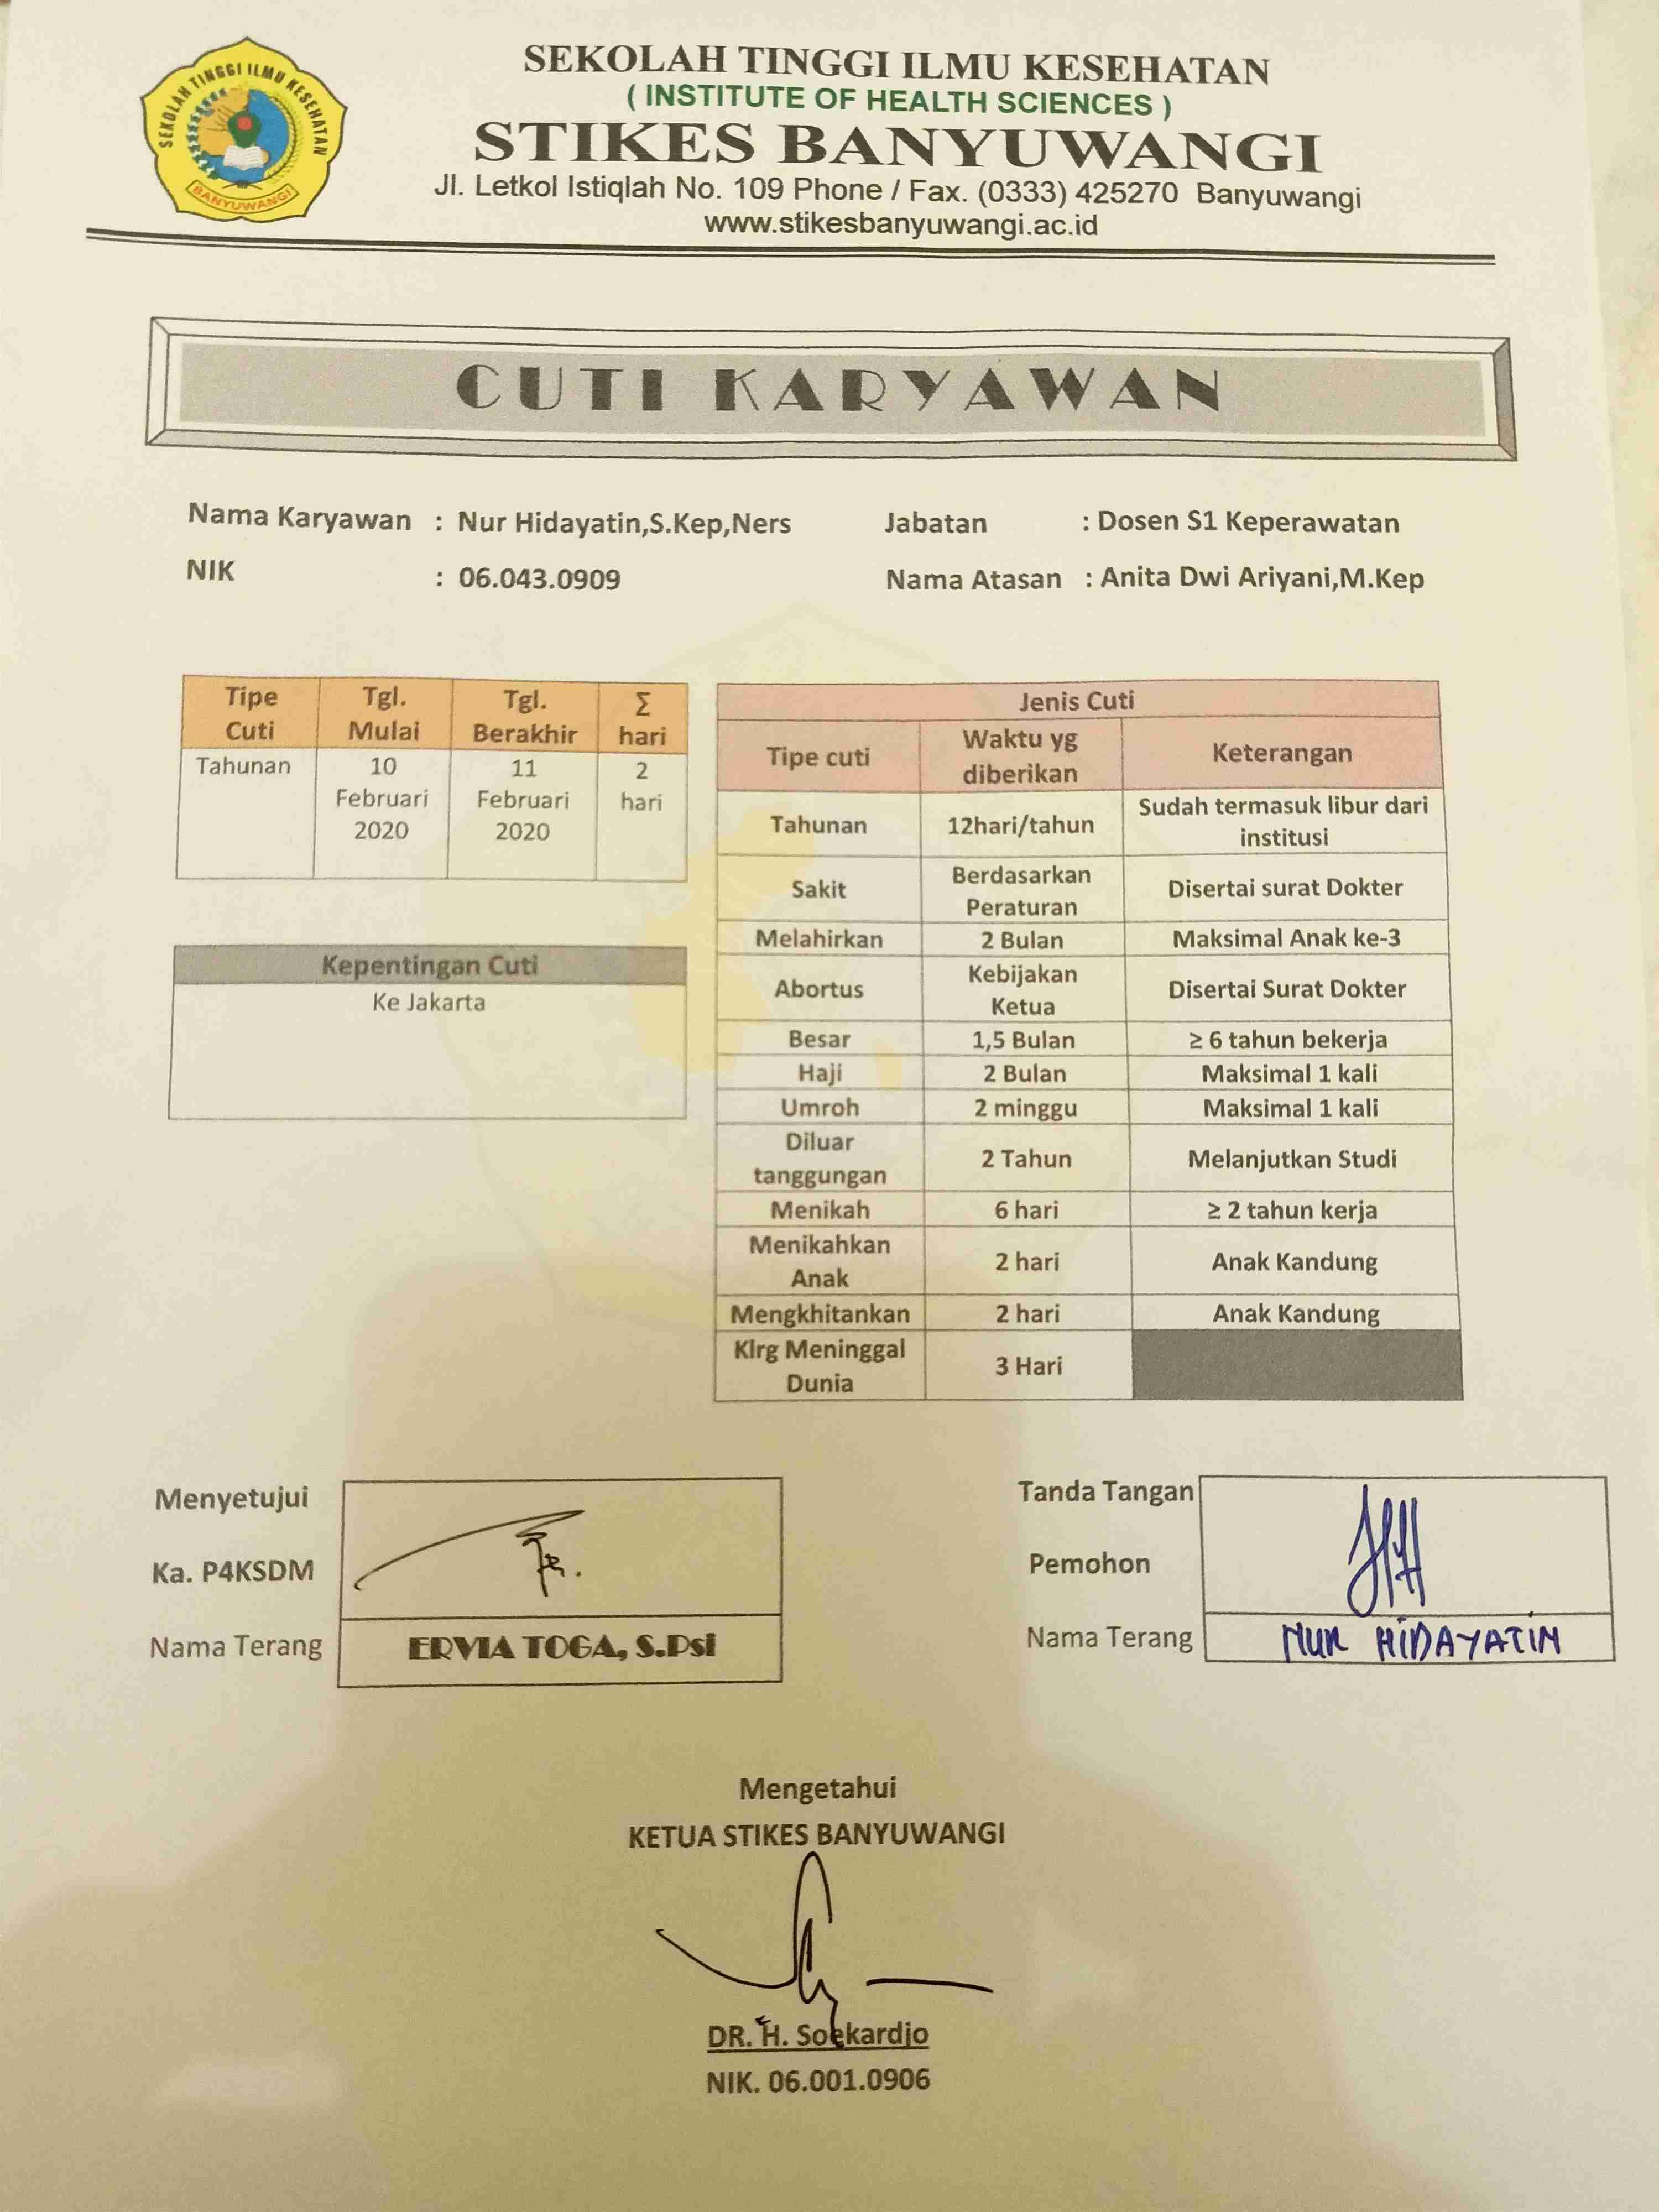 SEKOLAH TINGGI ILMU KESEHATAN
BANYUWANGI
SEKOLAH TINGGI ILMU KESEHATAN
( INSTITUTE OF HEALTH SCIENCES )
STIKES BANYUWANGI
Jl. Letkol Istiqlah No. 109 Phone / Fax. (0333) 425270 Banyuwangi
www.stikesbanyuwangi.ac.id
CUTI KARYAWAN
Nama Karyawan : Nur Hidayatin,S.Kep,Ners
Jabatan : Dosen S1 Keperawatan
NIK : 06.043.0909
Nama Atasan : Anita Dwi Ariyani,M.Kep
Tipe Cuti Tgl. Mulai Tgl. Berakhir Σ hari
Tahunan 10 Februari 2020 11 Februari 2020 2 hari
Kepentingan Cuti
Ke Jakarta
Jenis Cuti
Tipe cuti Waktu yg diberikan Keterangan
Tahunan 12hari/tahun Sudah termasuk libur dari institusi
Sakit Berdasarkan Peraturan Disertai surat Dokter
Melahirkan 2 Bulan Maksimal Anak ke-3
Abortus Kebijakan Ketua Disertai Surat Dokter
Besar 1,5 Bulan ≥ 6 tahun bekerja
Haji 2 Bulan Maksimal 1 kali
Umroh 2 minggu Maksimal 1 kali
Diluar tanggungan 2 Tahun Melanjutkan Studi
Menikah 6 hari ≥ 2 tahun kerja
Menikahkan Anak 2 hari Anak Kandung
Mengkhitankan 2 hari Anak Kandung
Klrg Meninggal Dunia 3 Hari
Menyetujui
Ka. P4KSDM
Nama Terang ERVIA TOGA, S.Psi
Tanda Tangan
Pemohon
Nama Terang NUR HIDAYATIN
Mengetahui
KETUA STIKES BANYUWANGI
DR. H. Soekardjo
NIK. 06.001.0906